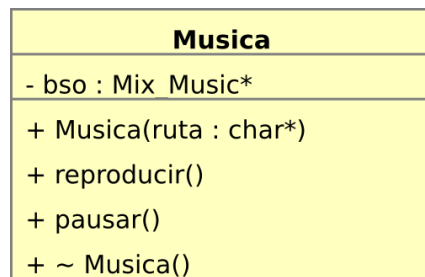 Musica
- bso : Mix_Music*
+ Musica(ruta : char*)
+ reproducir()
+ pausar()
+ ~ Musica()